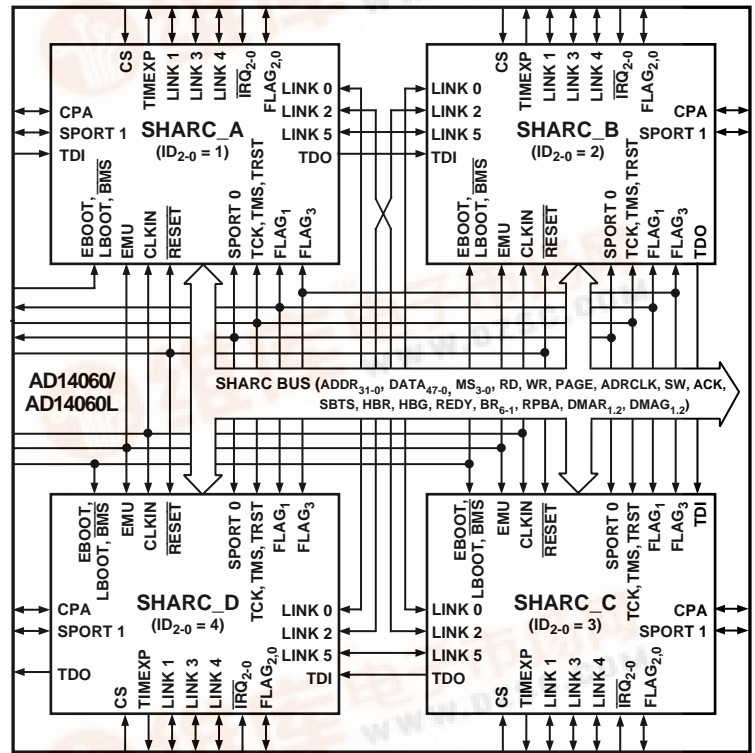 CS
TIMEXP
LINK 1
LINK 3
LINK 4
IRQ2-0
FLAG2,0
CPA
SPORT 1
TDI
SHARC_A
(ID2-0 = 1)
LINK 0
LINK 2
LINK 5
TDO
EBOOT,
LBOOT, BMS
EMU
CLKIN
RESET
SPORT 0
TCK, TMS, TRST
FLAG1
FLAG3
CS
TIMEXP
LINK 1
LINK 3
LINK 4
IRQ2-0
FLAG2,0
LINK 0
LINK 2
LINK 5
TDI
SHARC_B
(ID2-0 = 2)
CPA
SPORT 1
EBOOT,
LBOOT, BMS
EMU
CLKIN
RESET
SPORT 0
TCK, TMS, TRST
FLAG1
FLAG3
TDO
AD14060/
AD14060L
SHARC BUS (ADDR31-0, DATA47-0, MS3-0, RD, WR, PAGE, ADRCLK, SW, ACK,
SBTS, HBR, HBG, REDY, BR6-1, RPBA, DMAR1.2, DMAG1.2)
EBOOT,
LBOOT, BMS
EMU
CLKIN
RESET
SPORT 0
TCK, TMS, TRST
FLAG1
FLAG3
CPA
SPORT 1
TDO
SHARC_D
(ID2-0 = 4)
LINK 0
LINK 2
LINK 5
TDI
CS
TIMEXP
LINK 1
LINK 3
LINK 4
IRQ2-0
FLAG2,0
EBOOT,
LBOOT, BMS
EMU
CLKIN
RESET
SPORT 0
TCK, TMS, TRST
FLAG1
FLAG3
TDI
LINK 0
LINK 2
LINK 5
TDO
SHARC_C
(ID2-0 = 3)
CPA
SPORT 1
CS
TIMEXP
LINK 1
LINK 3
LINK 4
IRQ2-0
FLAG2,0